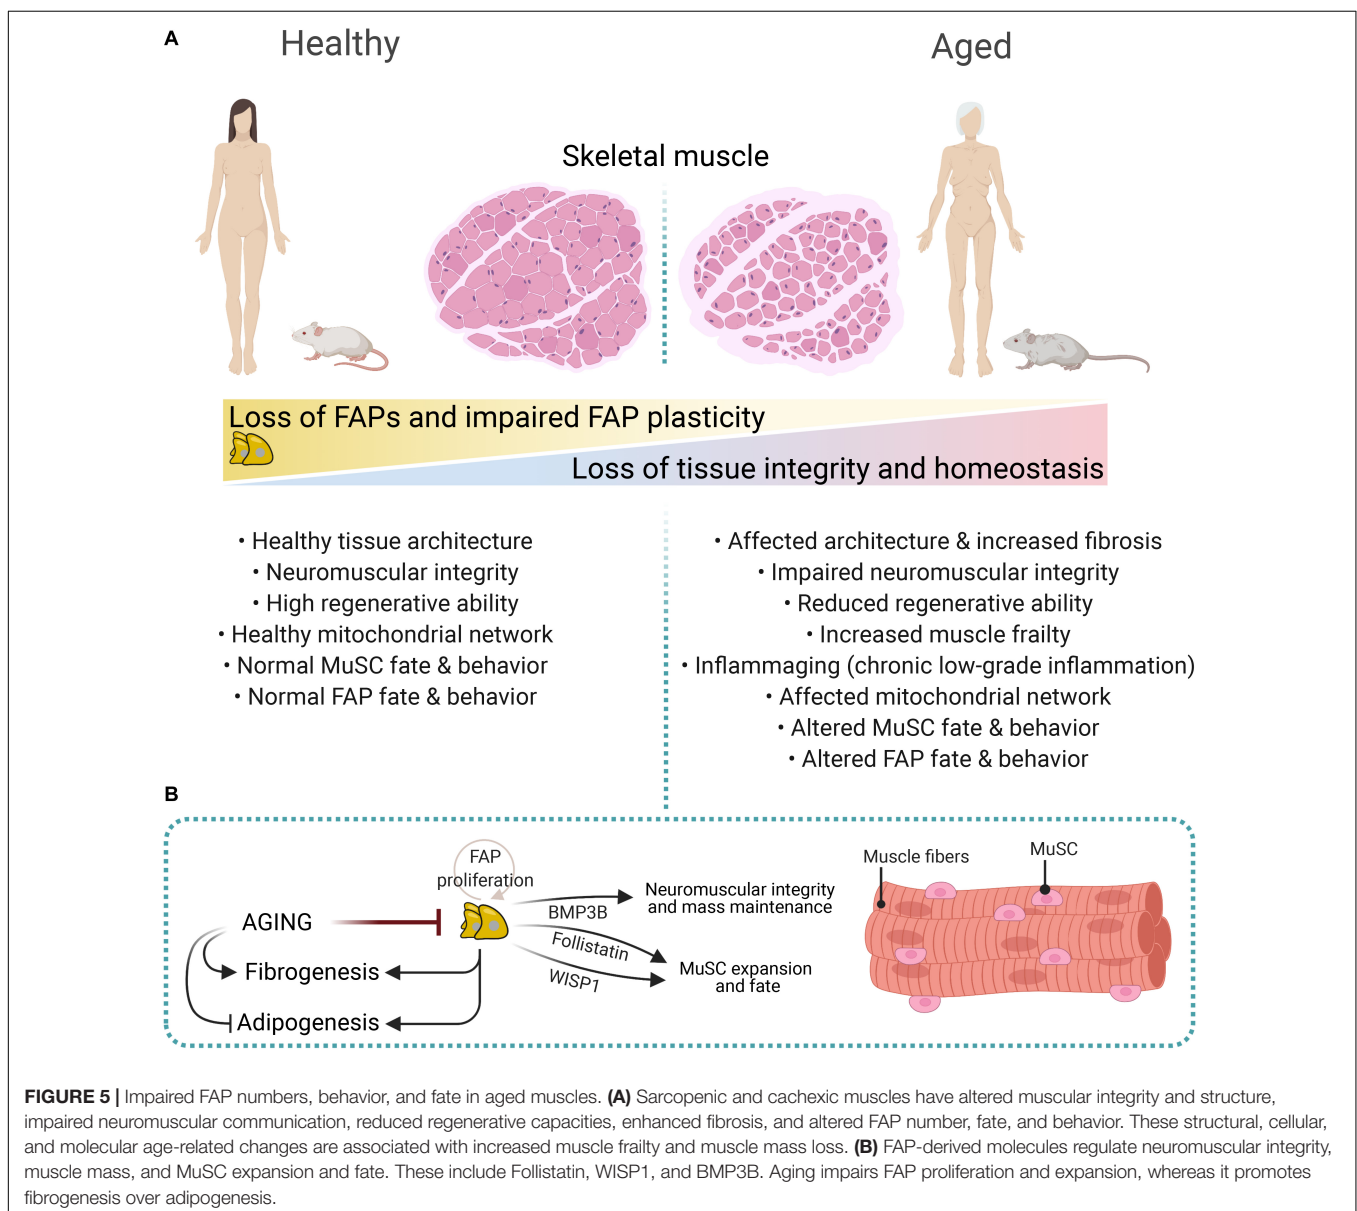 A
Healthy
Aged
Skeletal muscle
Loss of FAPs and impaired FAP plasticity
Loss of tissue integrity and homeostasis
• Healthy tissue architecture
• Neuromuscular integrity
• High regenerative ability
• Healthy mitochondrial network
• Normal MuSC fate & behavior
• Normal FAP fate & behavior
• Affected architecture & increased fibrosis
• Impaired neuromuscular integrity
• Reduced regenerative ability
• Increased muscle frailty
• Inflammaging (chronic low-grade inflammation)
• Affected mitochondrial network
• Altered MuSC fate & behavior
• Altered FAP fate & behavior
B
FAP
proliferation
AGING
Fibrogenesis
Adipogenesis
BMP3B
Follistatin
WISP1
Neuromuscular integrity
and mass maintenance
MuSC expansion
and fate
Muscle fibers
MuSC
FIGURE 5 | Impaired FAP numbers, behavior, and fate in aged muscles. (A) Sarcopenic and cachexic muscles have altered muscular integrity and structure,
impaired neuromuscular communication, reduced regenerative capacities, enhanced fibrosis, and altered FAP number, fate, and behavior. These structural, cellular,
and molecular age-related changes are associated with increased muscle frailty and muscle mass loss. (B) FAP-derived molecules regulate neuromuscular integrity,
muscle mass, and MuSC expansion and fate. These include Follistatin, WISP1, and BMP3B. Aging impairs FAP proliferation and expansion, whereas it promotes
fibrogenesis over adipogenesis.